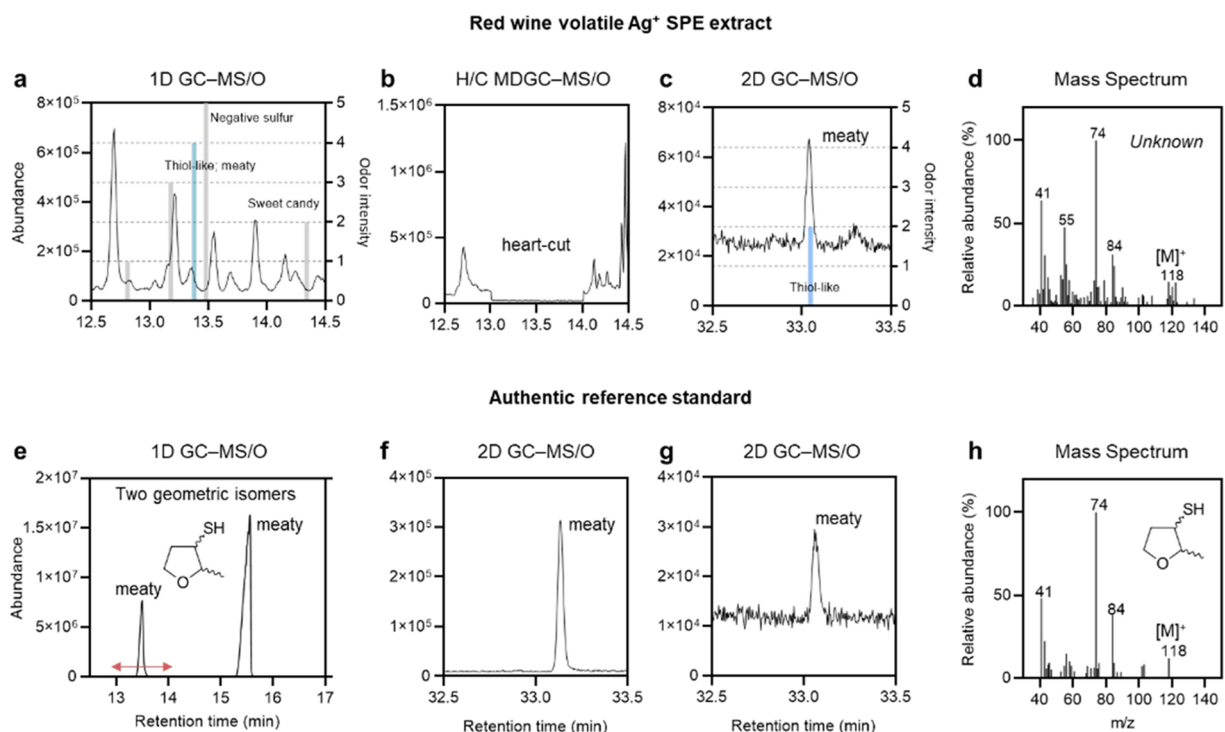 Red wine volatile Ag⁺ SPE extract
a
1D GC–MS/O
Abundance
8×10⁵
6×10⁵
4×10⁵
2×10⁵
0
5
4
3
2
1
0
Odor intensity
Negative sulfur
Thiol-like; meaty
Sweet candy
12.5 13.0 13.5 14.0 14.5
b
H/C MDGC–MS/O
1.5×10⁶
1.0×10⁶
5×10⁵
0
heart-cut
12.5 13.0 13.5 14.0 14.5
c
2D GC–MS/O
8×10⁴
6×10⁴
4×10⁴
2×10⁴
0
5
4
3
2
1
0
Odor intensity
meaty
Thiol-like
32.5 33.0 33.5
d
Mass Spectrum
Relative abundance (%)
100
50
0
74
Unknown
41
55
84
[M]⁺
118
40 60 80 100 120 140
Authentic reference standard
e
1D GC–MS/O
Abundance
2×10⁷
1.5×10⁷
1×10⁷
5×10⁶
0
Two geometric isomers
SH
O
meaty
meaty
13 14 15 16 17
Retention time (min)
f
2D GC–MS/O
4×10⁵
3×10⁵
2×10⁵
1×10⁵
0
meaty
32.5 33.0 33.5
Retention time (min)
g
2D GC–MS/O
4×10⁴
3×10⁴
2×10⁴
1×10⁴
0
meaty
32.5 33.0 33.5
Retention time (min)
h
Mass Spectrum
Relative abundance (%)
100
50
0
74
SH
O
41
84
[M]⁺
118
40 60 80 100 120 140
m/z